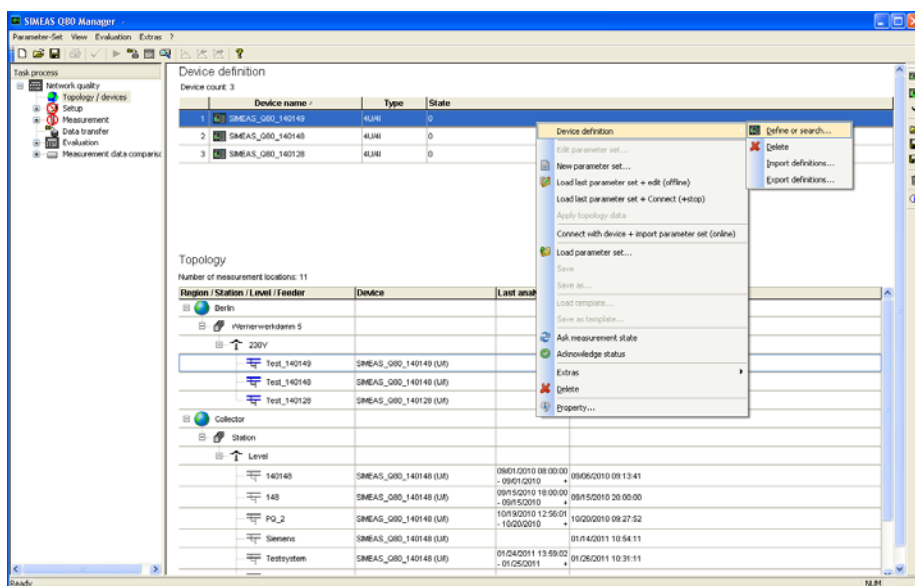 SIMEAS Q80 Manager -
Parameter-Set View Evaluation Extras ?
Task process
Network quality
Topology / devices
Setup
Measurement
Data transfer
Evaluation
Measurement data comparisc
Device definition
Device count: 3
Device name Type State
1 SIMEAS_Q80_140149 4U/4I 0
2 SIMEAS_Q80_140148 4U/4I 0
3 SIMEAS_Q80_140128 4U/4I 0
Device definition
Edit parameter set...
New parameter set...
Load last parameter set + edit (offline)
Load last parameter set + Connect (+stop)
Apply topology data
Connect with device + import parameter set (online)
Load parameter set...
Save
Save as...
Load template...
Save as template...
Ask measurement state
Acknowledge status
Extras
Delete
Property...
Define or search...
Delete
Import definitions...
Export definitions...
Topology
Number of measurement locations: 11
Region / Station / Level / Feeder Device Last anal
Berlin
Wernerwerkdamm 5
230V
Test_140149 SIMEAS_Q80_140149 (U/I)
Test_140148 SIMEAS_Q80_140148 (U/I)
Test_140128 SIMEAS_Q80_140128 (U/I)
Collector
Station
Level
140148 SIMEAS_Q80_140148 (U/I) 09/01/2010 08:00:00 - 09/01/2010 + 09/06/2010 09:13:41
148 SIMEAS_Q80_140148 (U/I) 09/15/2010 18:00:00 - 09/15/2010 + 09/15/2010 20:00:00
PQ_2 SIMEAS_Q80_140148 (U/I) 10/19/2010 12:56:01 - 10/20/2010 + 10/20/2010 09:27:52
Siemens SIMEAS_Q80_140148 (U/I) 01/14/2011 10:54:11
Testsystem SIMEAS_Q80_140148 (U/I) 01/24/2011 13:59:02 - 01/25/2011 + 01/26/2011 10:31:11
Ready NUM